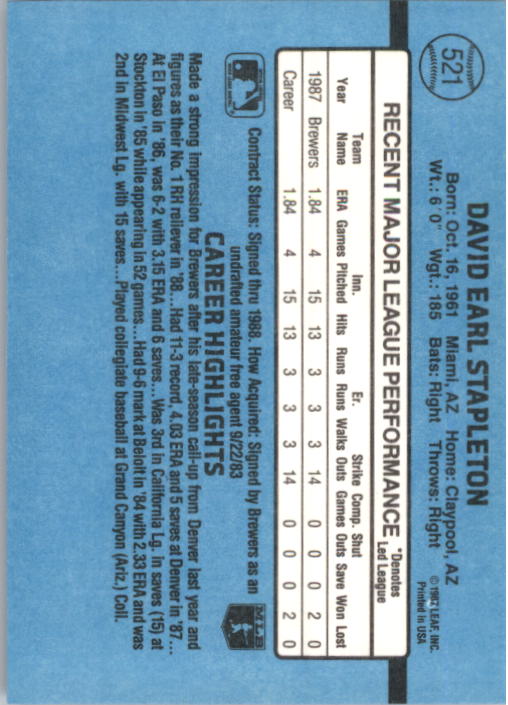 521
DAVID EARL STAPLETON
Born: Oct. 16, 1961 Miami, AZ Home: Claypool, AZ
Wt.: 6' 0" Wgt.: 185 Bats: Right Throws: Right
© 1987 LEAF, INC.
Printed in USA
RECENT MAJOR LEAGUE PERFORMANCE *Denotes Led League
Team Inn. Er. Strike Comp. Shut
Year Name ERA Games Pitched Hits Runs Runs Walks Outs Games Outs Save Won Lost
1987 Brewers 1.84 4 15 13 3 3 3 14 0 0 0 2 0
Career 1.84 4 15 13 3 3 3 14 0 0 0 2 0
Contract Status: Signed thru 1988. How Acquired: Signed by Brewers as an
undrafted amateur free agent 9/22/83
MLB
CAREER HIGHLIGHTS
Made a strong impression for Brewers after his late-season call-up from Denver last year and
figures as their No. 1 RH reliever in '88...Had 11-3 record, 4.03 ERA and 5 saves at Denver in '87...
At El Paso in '86, was 6-2 with 3.15 ERA and 6 saves...Was 3rd in California Lg. in saves (15) at
Stockton in '85 while appearing in 52 games...Had 9-6 mark at Beloit in '84 with 2.33 ERA and was
2nd in Midwest Lg. with 15 saves...Played collegiate baseball at Grand Canyon (Ariz.) Coll.